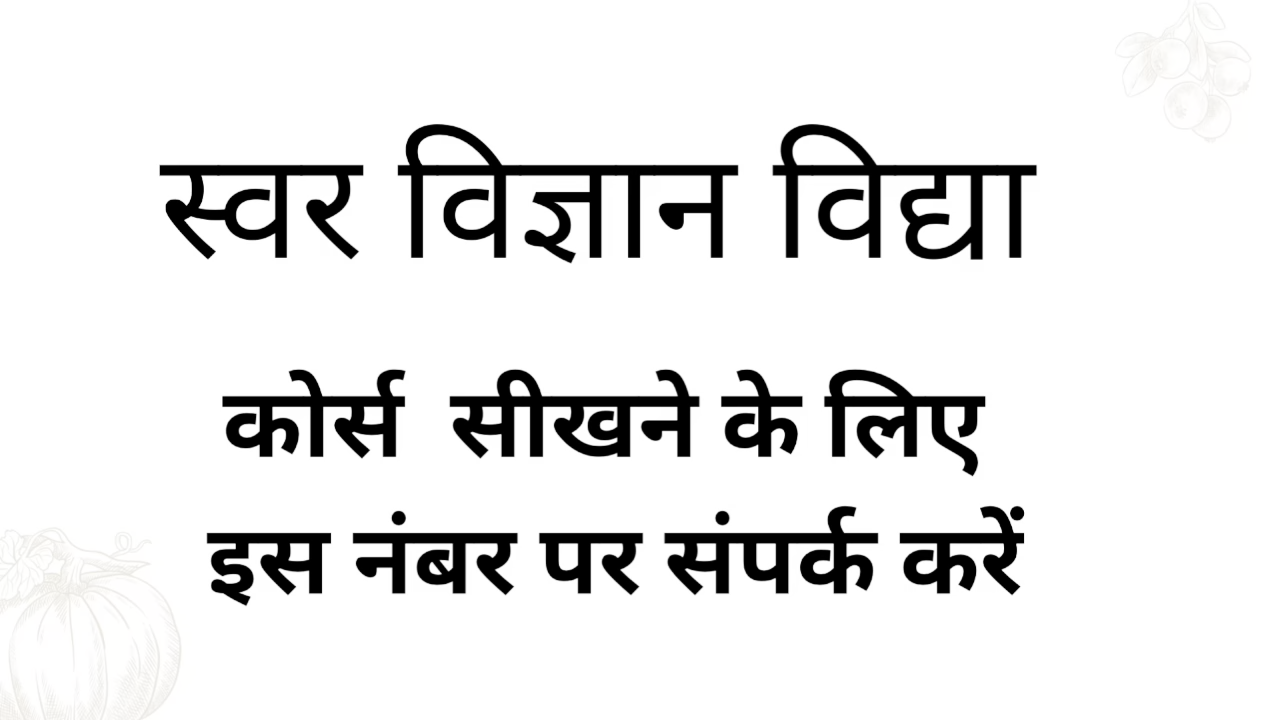 स्वर विज्ञान विद्या
कोर्स सीखने के लिए
इस नंबर पर संपर्क करें